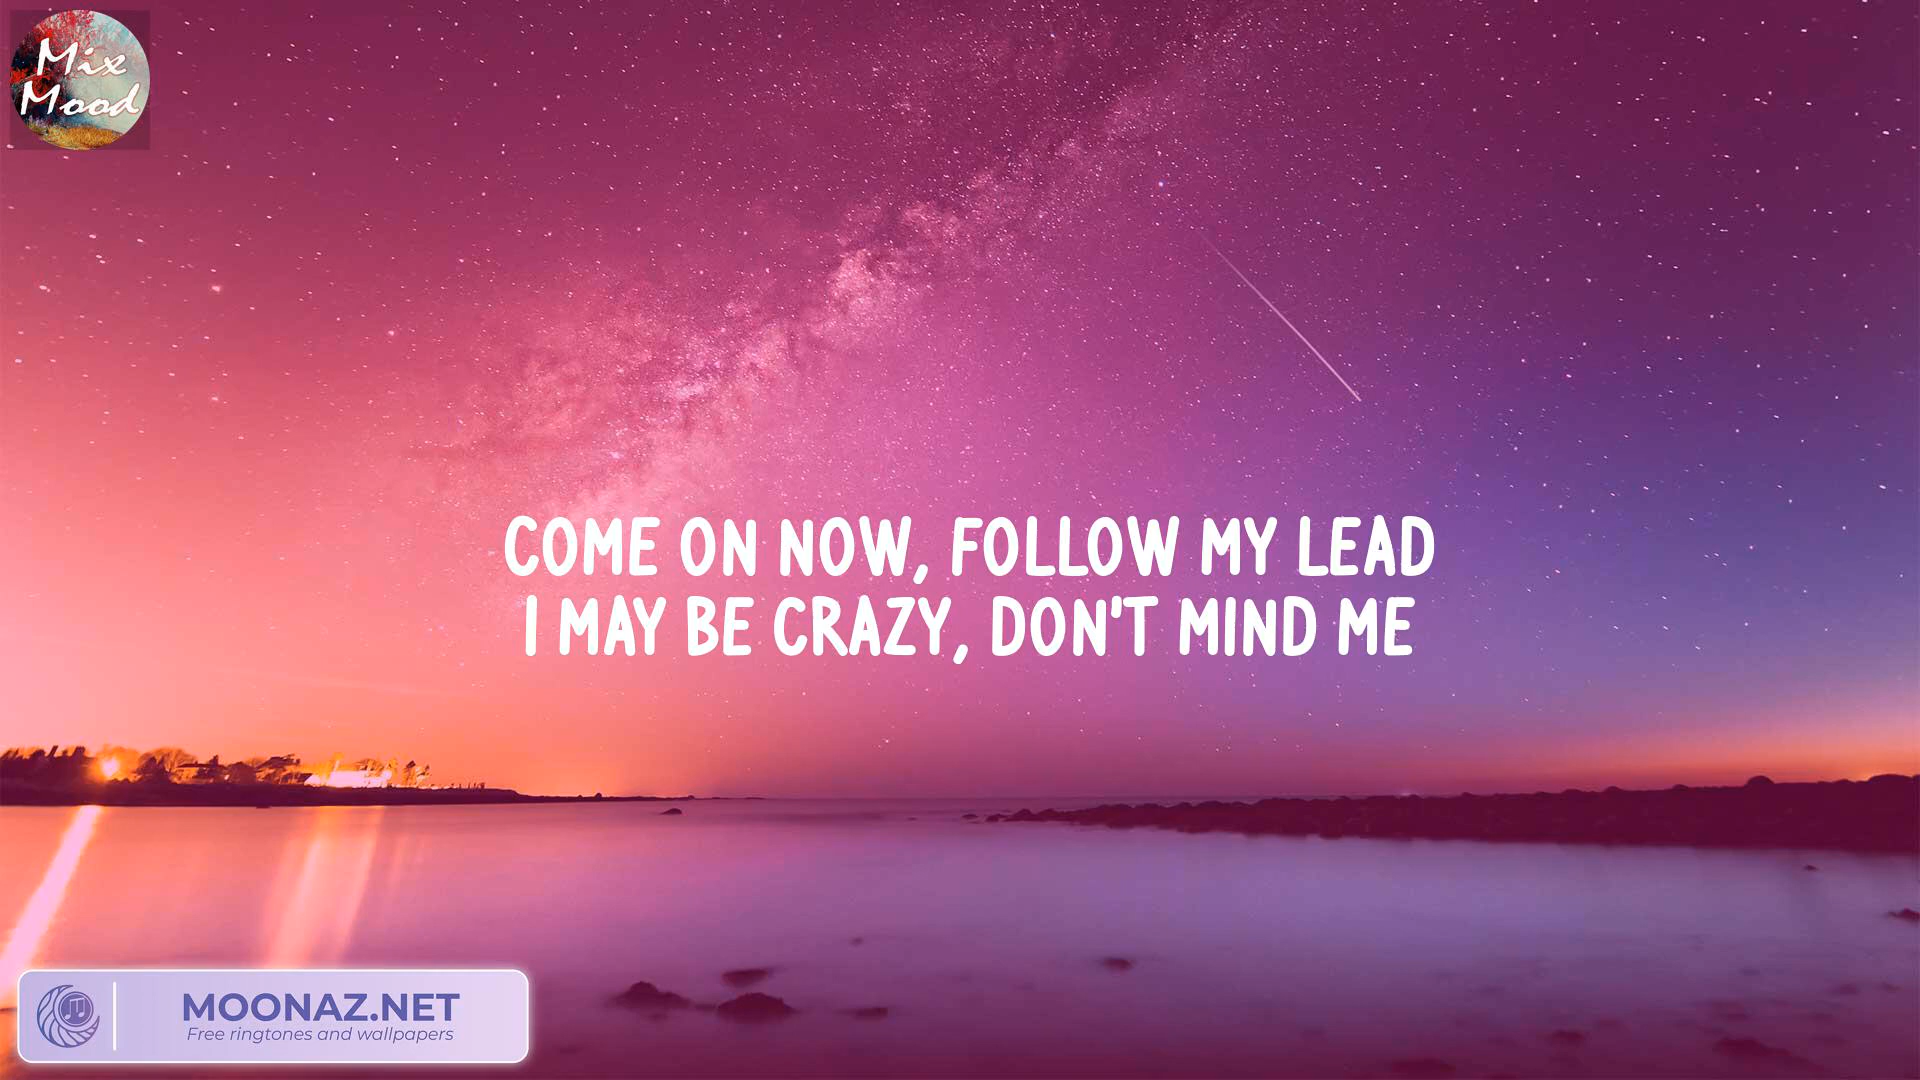 Mix
Mood
COME ON NOW, FOLLOW MY LEAD
I MAY BE CRAZY, DON'T MIND ME
MOONAZ.NET
Free ringtones and wallpapers